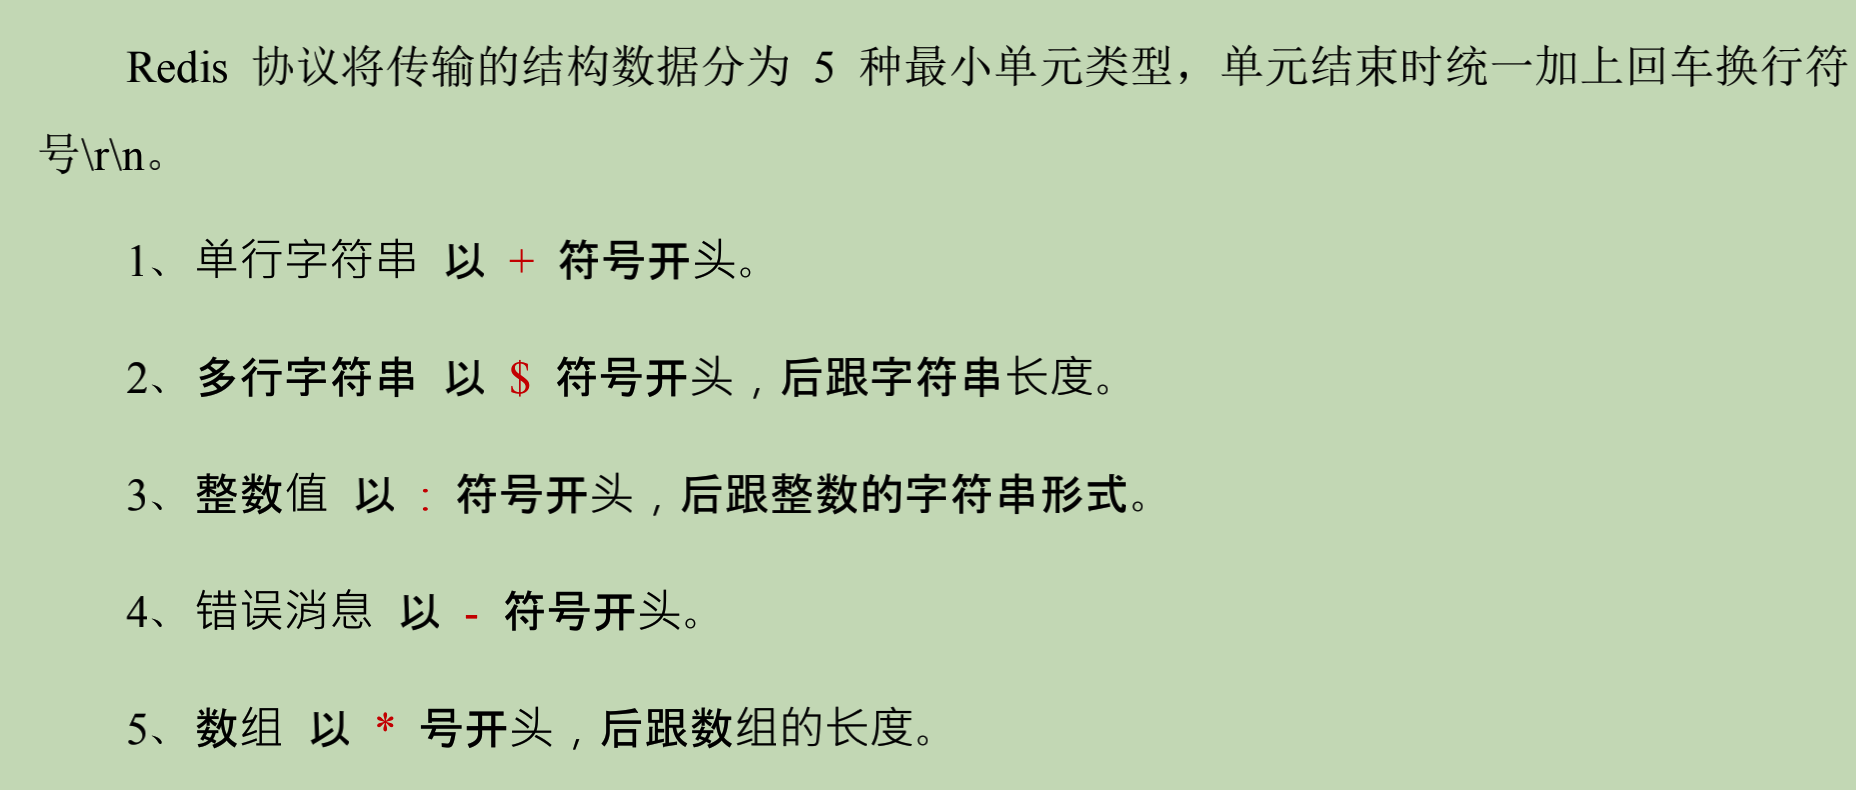 Redis 协议将传输的结构数据分为 5 种最小单元类型，单元结束时统一加上回车换行符
号\r\n。
1、单行字符串 以 + 符号开头。
2、多行字符串 以 $ 符号开头，后跟字符串长度。
3、整数值 以 : 符号开头，后跟整数的字符串形式。
4、错误消息 以 - 符号开头。
5、数组 以 * 号开头，后跟数组的长度。